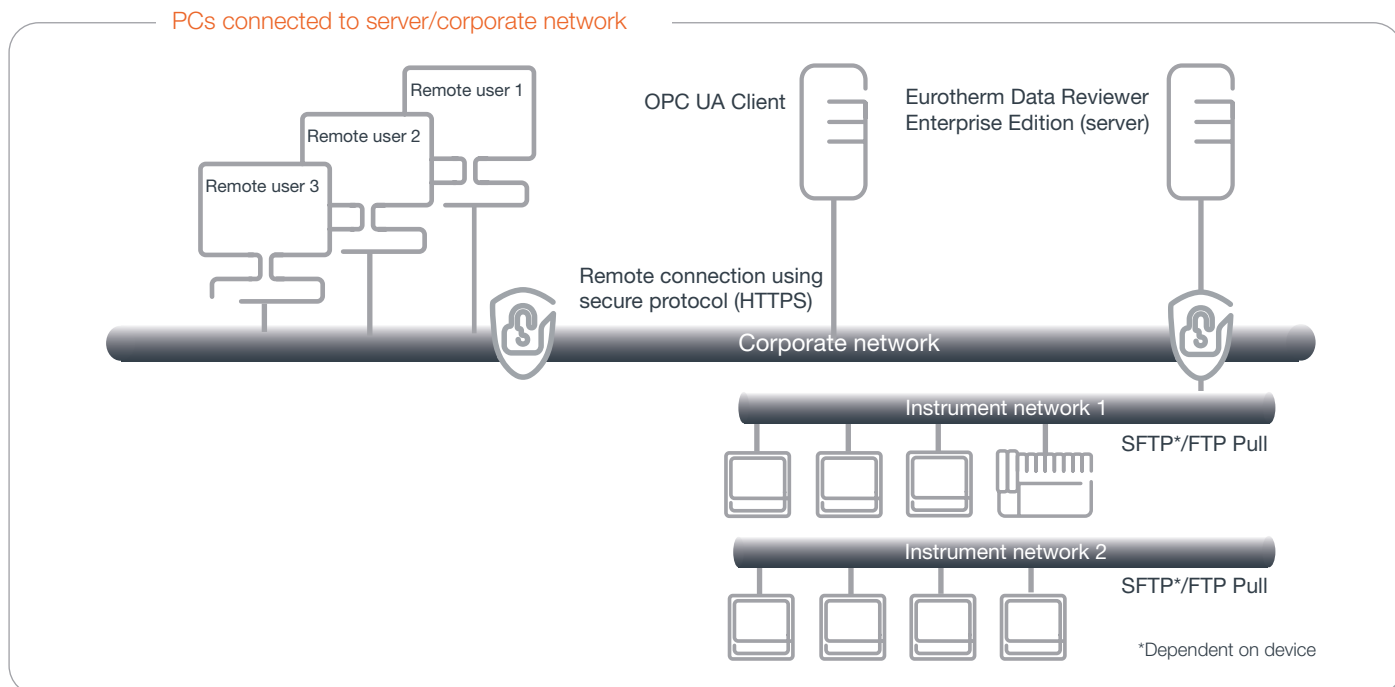 PCs connected to server/corporate network
Remote user 1
Remote user 2
Remote user 3
OPC UA Client
Eurotherm Data Reviewer
Enterprise Edition (server)
Remote connection using
secure protocol (HTTPS)
Corporate network
Instrument network 1
SFTP*/FTP Pull
Instrument network 2
SFTP*/FTP Pull
*Dependent on device